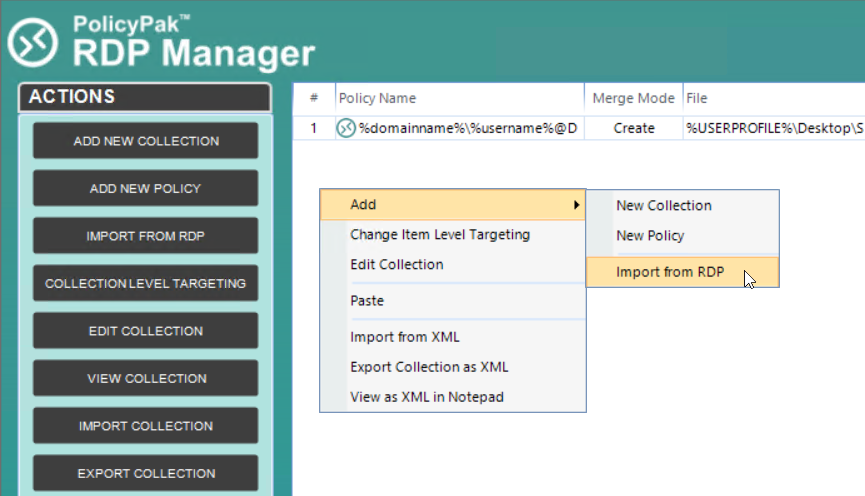 PolicyPak™
RDP Manager
ACTIONS
ADD NEW COLLECTION
ADD NEW POLICY
IMPORT FROM RDP
COLLECTION LEVEL TARGETING
EDIT COLLECTION
VIEW COLLECTION
IMPORT COLLECTION
EXPORT COLLECTION
# Policy Name Merge Mode File
1 %domainname%\%username%@D Create %USERPROFILE%\Desktop\S
Add
Change Item Level Targeting
Edit Collection
Paste
Import from XML
Export Collection as XML
View as XML in Notepad
New Collection
New Policy
Import from RDP